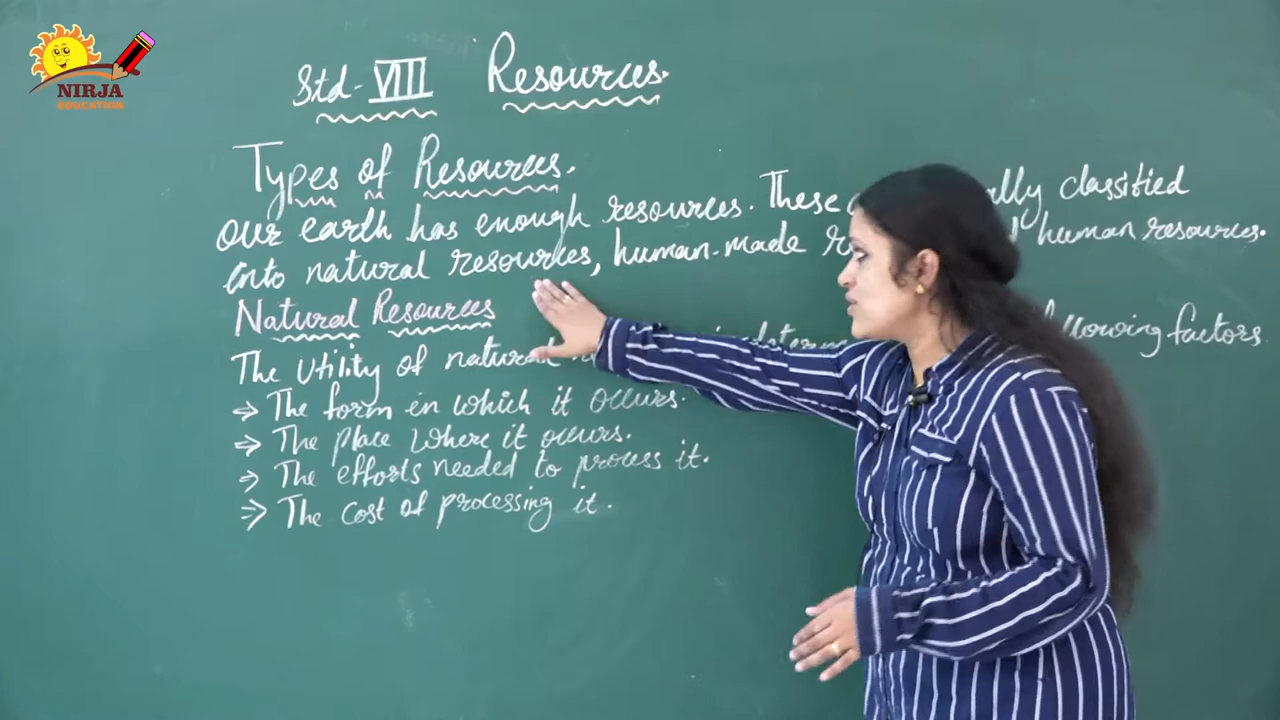 NIRJA
EDUCATION
Std- VIII Resources.
Types of Resources.
our earth has enough resources. These classified
into natural resources, human-made human resources.
Natural Resources
The Utility of natural following factors.
⇒ The form in which it occurs.
⇒ The place where it occurs.
⇒ The efforts needed to process it.
⇒ The cost of processing it.